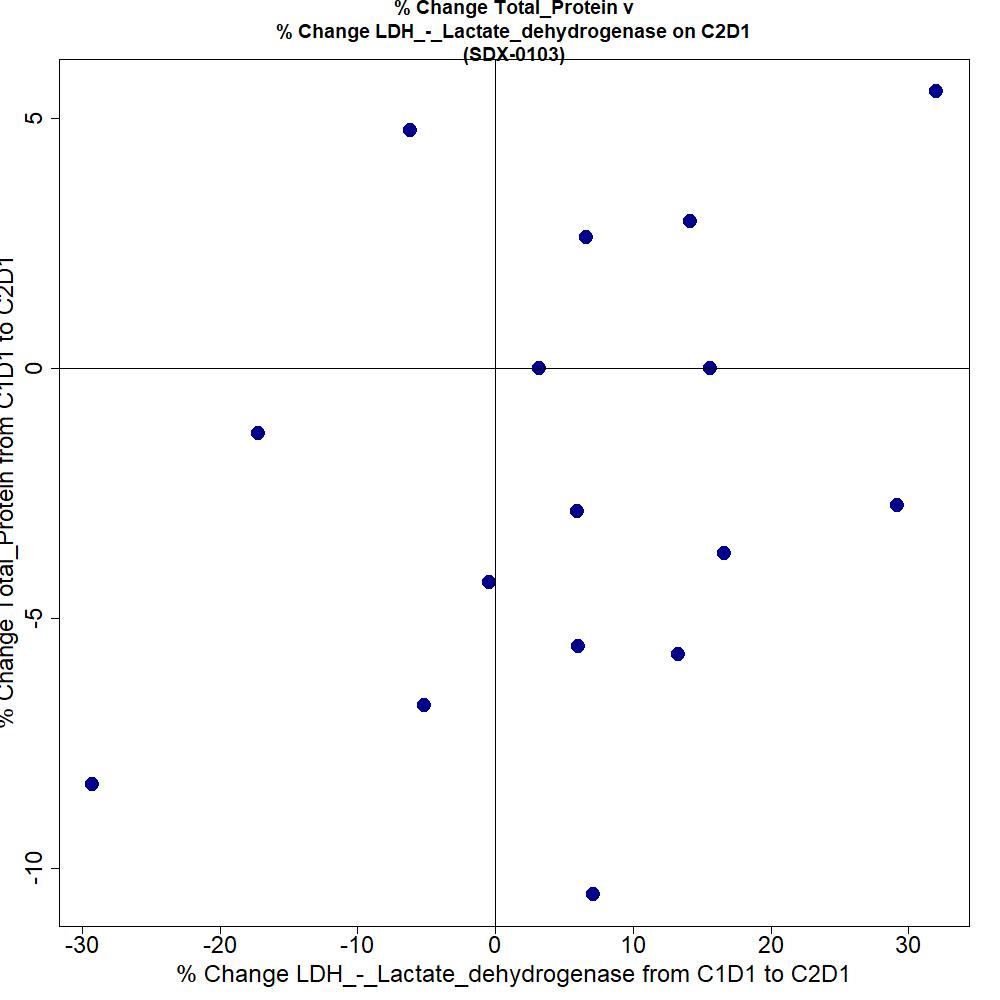 % Change Total_Protein v
% Change LDH_-_Lactate_dehydrogenase on C2D1
(SDX-0103)
% Change Total_Protein from C1D1 to C2D1
5
0
-5
-10
-30
-20
-10
0
10
20
30
% Change LDH_-_Lactate_dehydrogenase from C1D1 to C2D1